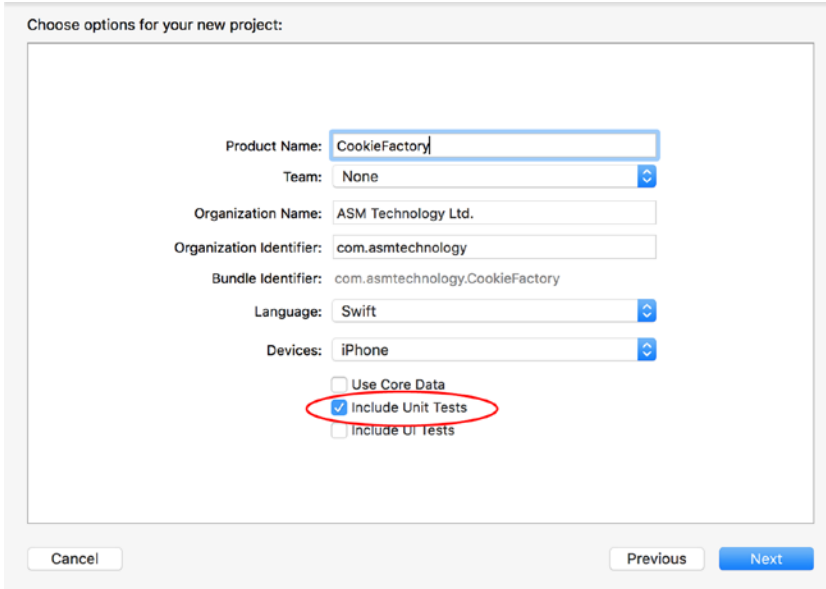 Choose options for your new project:
Product Name: CookieFactory
Team: None
Organization Name: ASM Technology Ltd.
Organization Identifier: com.asmtechnology
Bundle Identifier: com.asmtechnology.CookieFactory
Language: Swift
Devices: iPhone
Use Core Data
Include Unit Tests
Include UI Tests
Cancel Previous Next